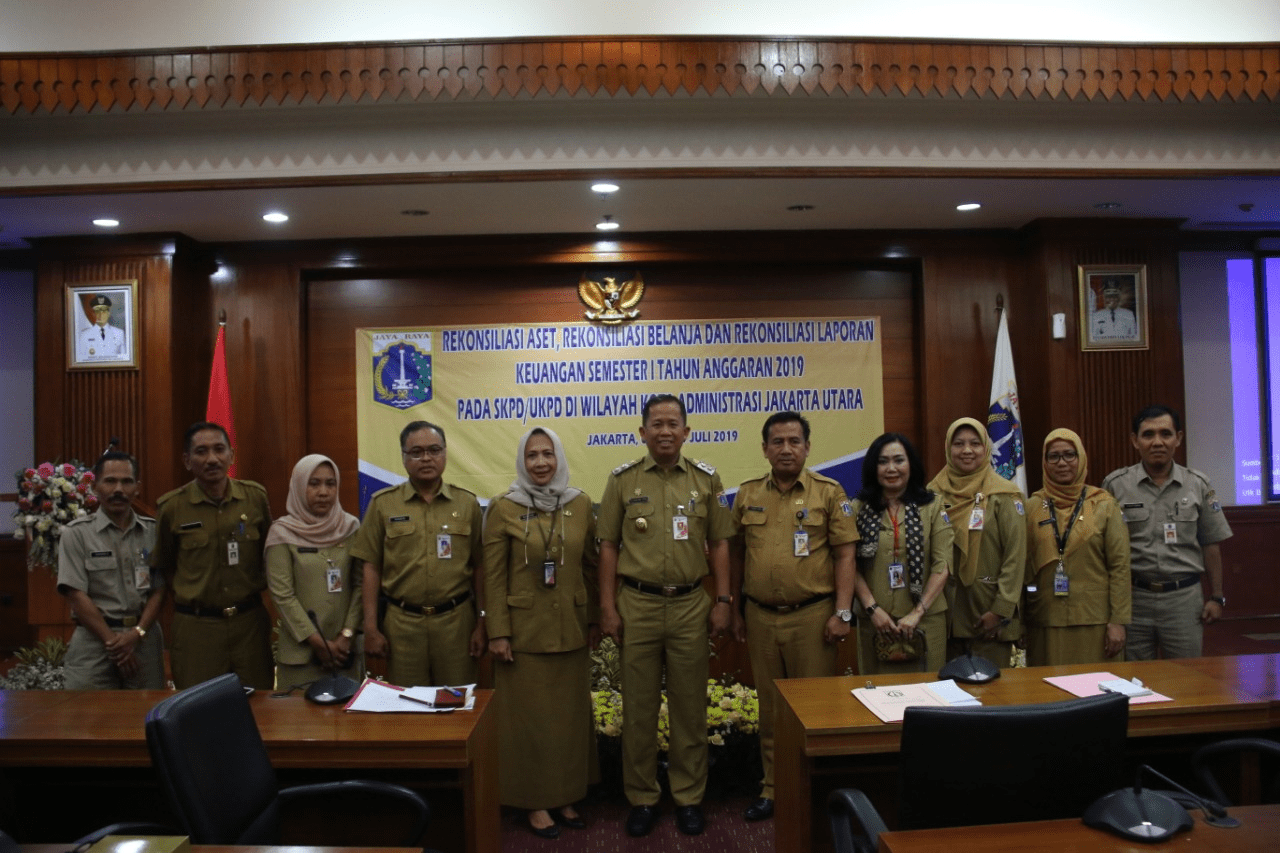 JAYA RAYA
REKONSILIASI ASET, REKONSILIASI BELANJA DAN REKONSILIASI LAPORAN
KEUANGAN SEMESTER I TAHUN ANGGARAN 2019
PADA SKPD/UKPD DI WILAYAH ADMINISTRASI JAKARTA UTARA
JAKARTA, JULI 2019